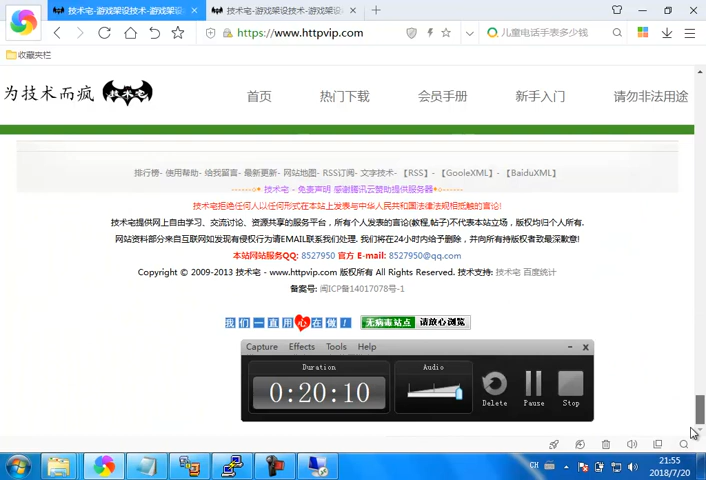 技术宅-游戏架设技术-游戏架设
技术宅-游戏架设技术-游戏架设
https://www.httpvip.com
儿童电话手表多少钱
收藏夹栏
为技术而疯
技术宅
首页
热门下载
会员手册
新手入门
请勿非法用途
排行榜- 使用帮助- 给我留言- 最新更新- 网站地图- RSS订阅- 文字技术- 【RSS】-【GooleXML】-【BaiduXML】
------○● 技术宅 - 免责声明 感谢腾讯云赞助提供服务器●○------
技术宅拒绝任何人以任何形式在本站上发表与中华人民共和国法律法规相抵触的言论!
技术宅提供网上自由学习、交流讨论、资源共享的服务平台，所有个人发表的言论(教程,帖子)不代表本站立场，版权均归个人所有.
网站资料部分来自互联网如发现有侵权行为请EMAIL联系我们处理. 我们将在24小时内给予删除，并向所有持版权者致最深歉意!
本站网站服务QQ: 8527950 官方 E-mail: 8527950@qq.com
Copyright © 2009-2013 技术宅 - www.httpvip.com 版权所有 All Rights Reserved. 技术支持: 技术宅 百度统计
备案号: 闽ICP备14017078号-1
我们一直用心在做！
无病毒站点 请放心浏览
Capture Effects Tools Help
Duration
0:20:10
Audio
Delete
Pause
Stop
CH
21:55
2018/7/20